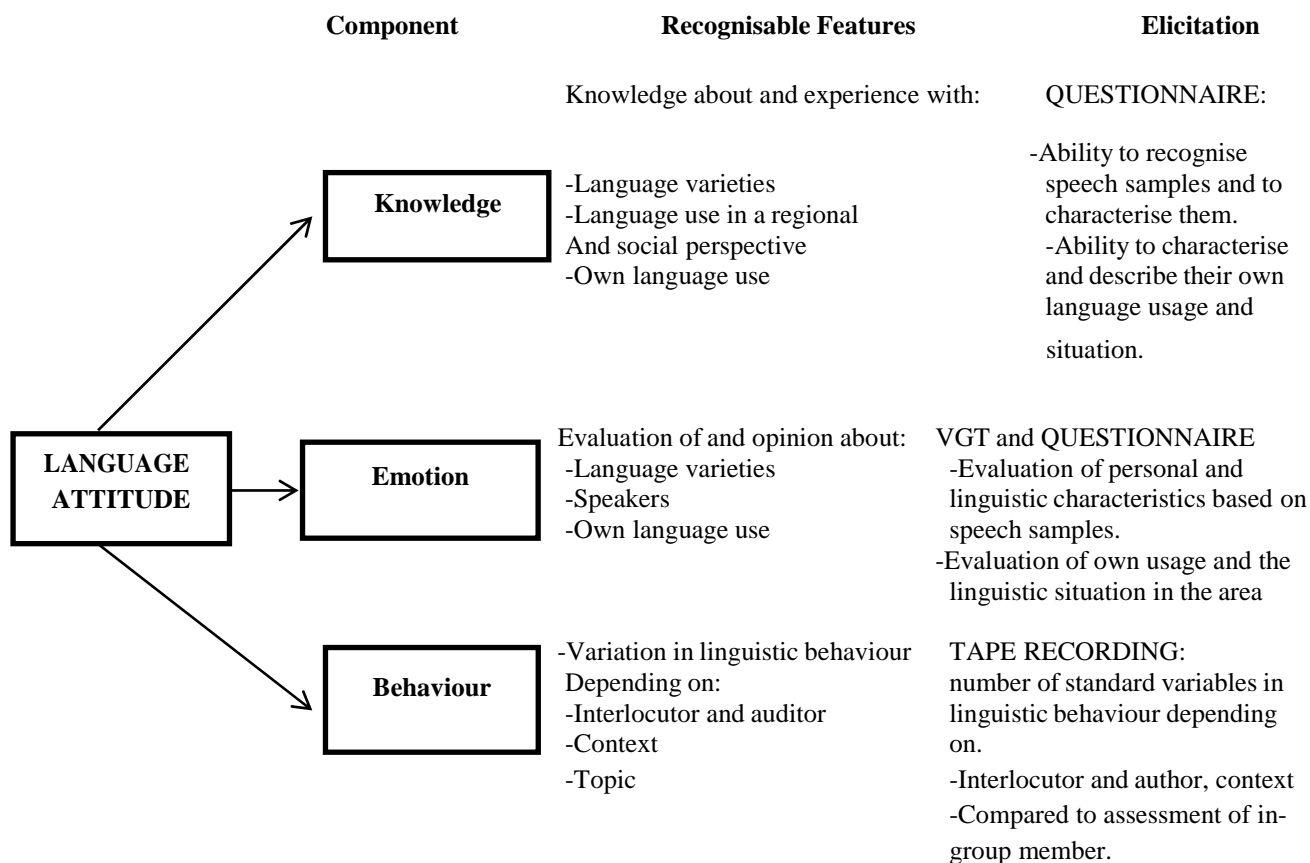 Component Recognisable Features Elicitation
Knowledge about and experience with: QUESTIONNAIRE:
Knowledge
-Language varieties
-Language use in a regional
And social perspective
-Own language use
-Ability to recognise
speech samples and to
characterise them.
-Ability to characterise
and describe their own
language usage and
situation.
LANGUAGE
ATTITUDE
Emotion
Evaluation of and opinion about:
-Language varieties
-Speakers
-Own language use
VGT and QUESTIONNAIRE
-Evaluation of personal and
linguistic characteristics based on
speech samples.
-Evaluation of own usage and the
linguistic situation in the area
Behaviour
-Variation in linguistic behaviour
Depending on:
-Interlocutor and auditor
-Context
-Topic
TAPE RECORDING:
number of standard variables in
linguistic behaviour depending
on.
-Interlocutor and author, context
-Compared to assessment of in-
group member.